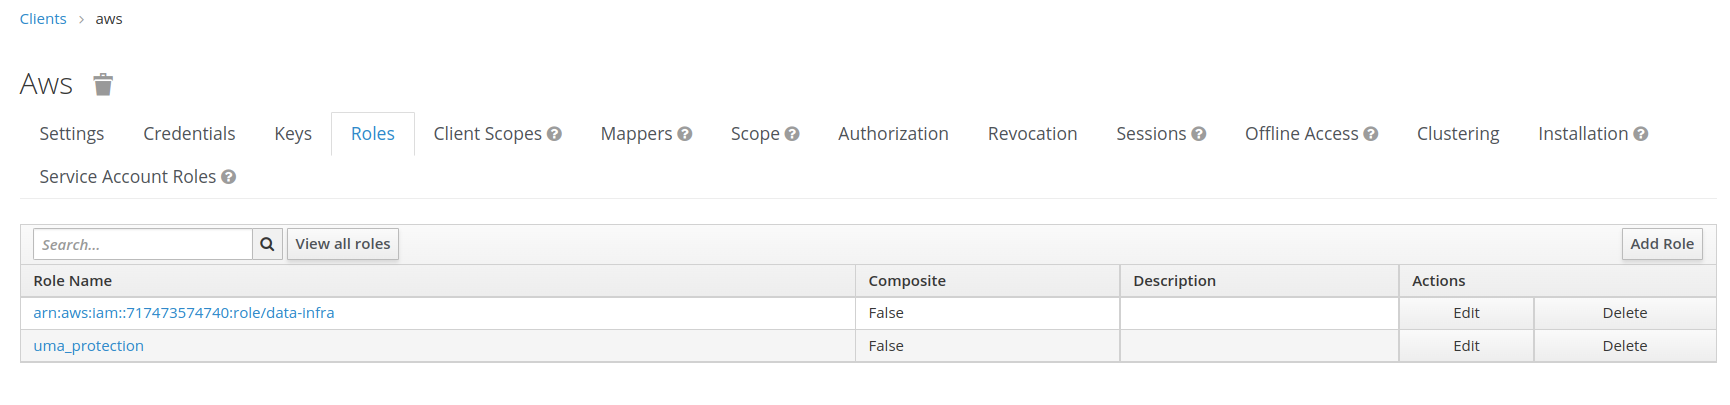 Clients > aws
Aws
Settings Credentials Keys Roles Client Scopes ? Mappers ? Scope ? Authorization Revocation Sessions ? Offline Access ? Clustering Installation ?
Service Account Roles ?
Search... View all roles Add Role
Role Name Composite Description Actions
arn:aws:iam::717473574740:role/data-infra False Edit Delete
uma_protection False Edit Delete